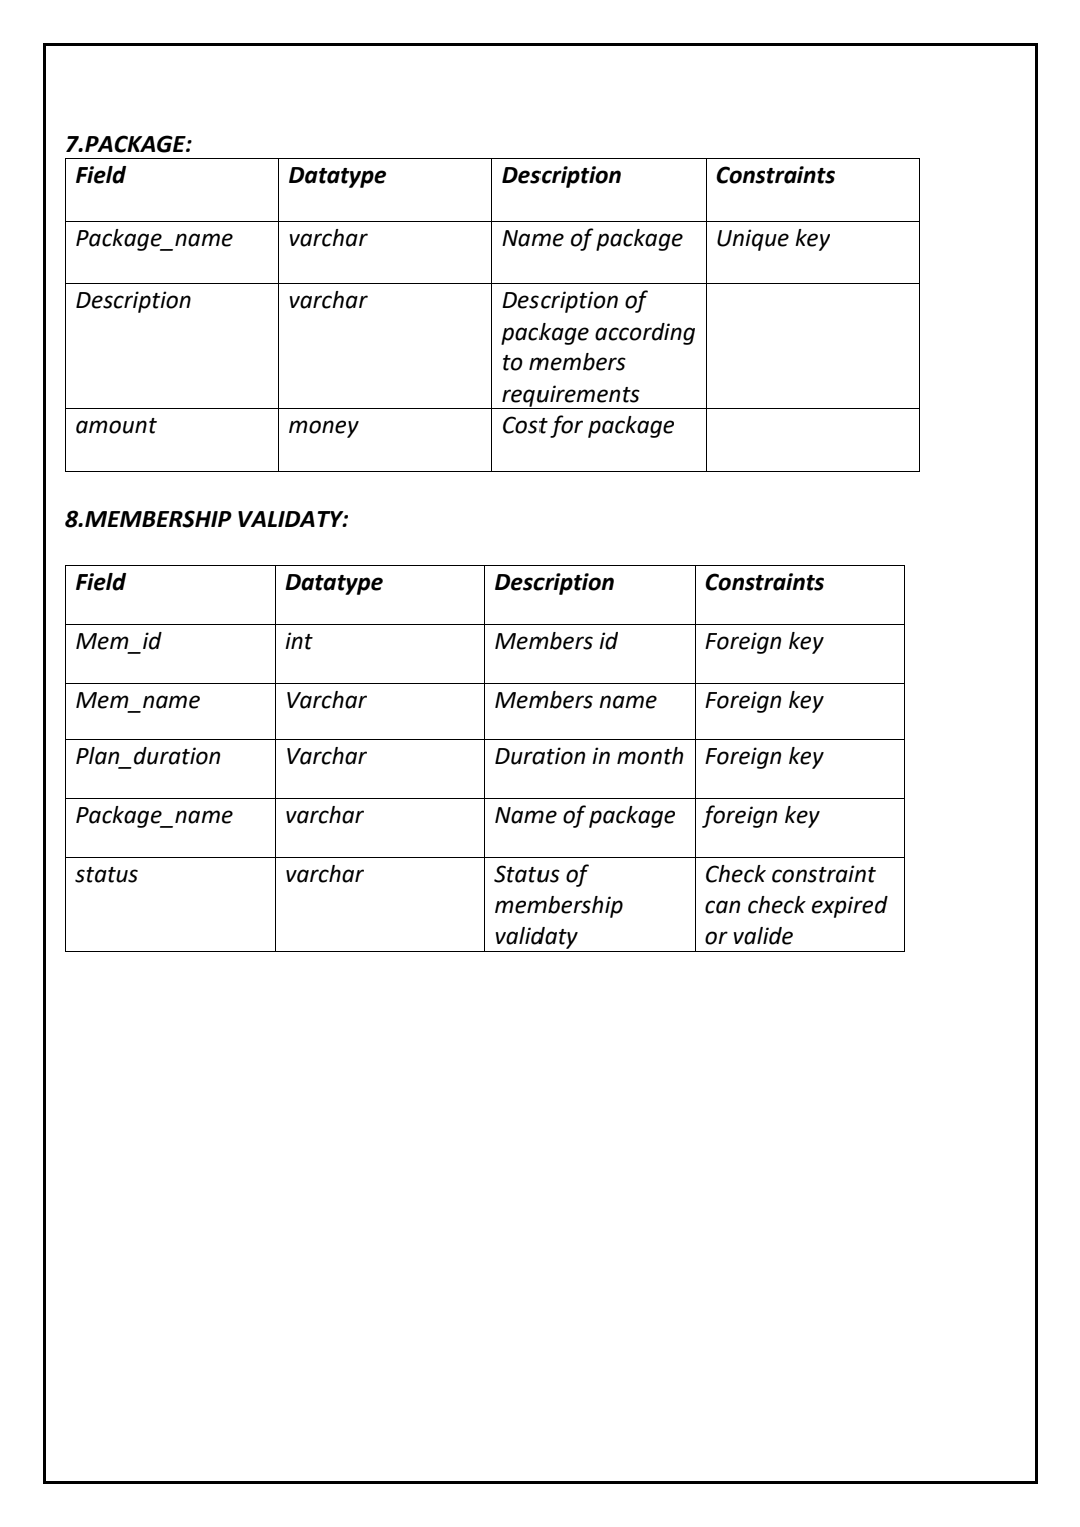 7.PACKAGE:
Field Datatype Description Constraints
Package_name varchar Name of package Unique key
Description varchar Description of
package according
to members
requirements
amount money Cost for package
8.MEMBERSHIP VALIDATY:
Field Datatype Description Constraints
Mem_id int Members id Foreign key
Mem_name Varchar Members name Foreign key
Plan_duration Varchar Duration in month Foreign key
Package_name varchar Name of package foreign key
status varchar Status of Check constraint
membership can check expired
validaty or valide